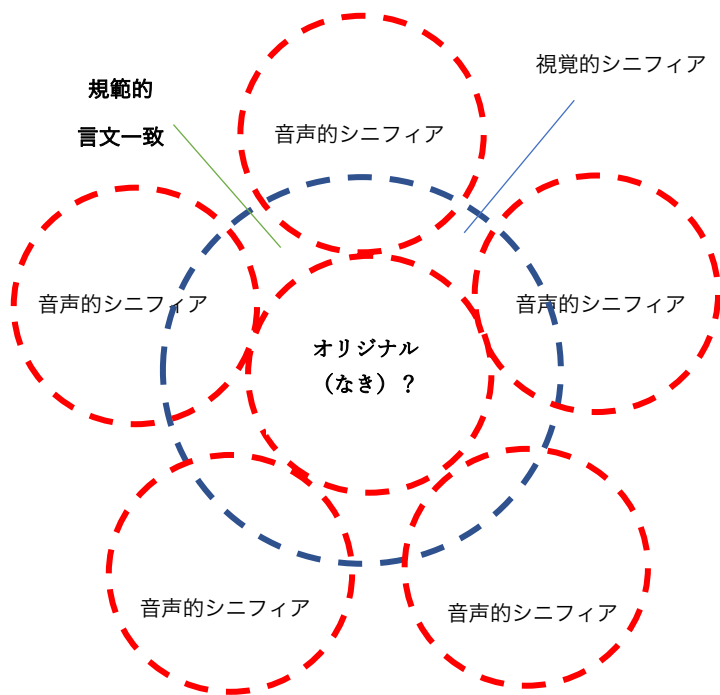 視覚的シニフィア
規範的
言文一致
音声的シニフィア
音声的シニフィア
音声的シニフィア
オリジナル
（なき）？
音声的シニフィア
音声的シニフィア